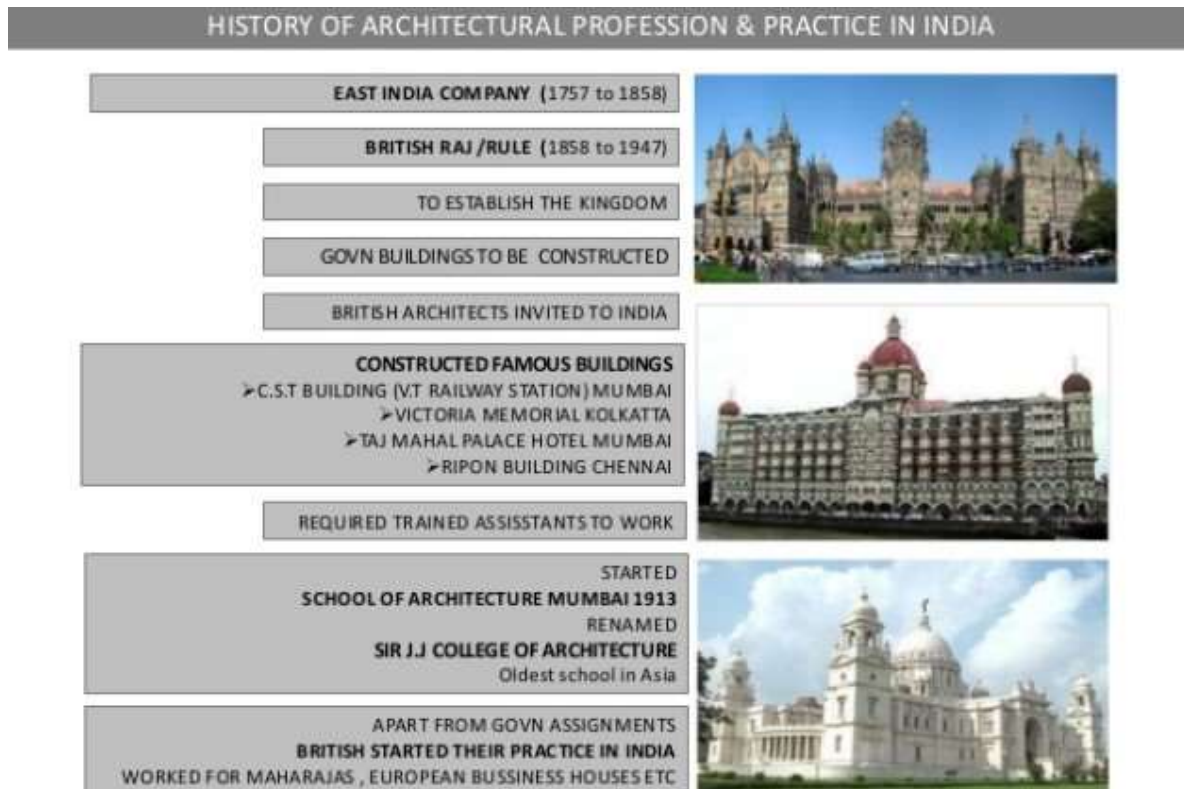 HISTORY OF ARCHITECTURAL PROFESSION & PRACTICE IN INDIA
EAST INDIA COMPANY (1757 to 1858)
BRITISH RAJ /RULE (1858 to 1947)
TO ESTABLISH THE KINGDOM
GOVN BUILDINGS TO BE CONSTRUCTED
BRITISH ARCHITECTS INVITED TO INDIA
CONSTRUCTED FAMOUS BUILDINGS
➢C.S.T BUILDING (V.T RAILWAY STATION) MUMBAI
➢VICTORIA MEMORIAL KOLKATTA
➢TAJ MAHAL PALACE HOTEL MUMBAI
➢RIPON BUILDING CHENNAI
REQUIRED TRAINED ASSISSTANTS TO WORK
STARTED
SCHOOL OF ARCHITECTURE MUMBAI 1913
RENAMED
SIR J.J COLLEGE OF ARCHITECTURE
Oldest school in Asia
APART FROM GOVN ASSIGNMENTS
BRITISH STARTED THEIR PRACTICE IN INDIA
WORKED FOR MAHARAJAS , EUROPEAN BUSSINESS HOUSES ETC